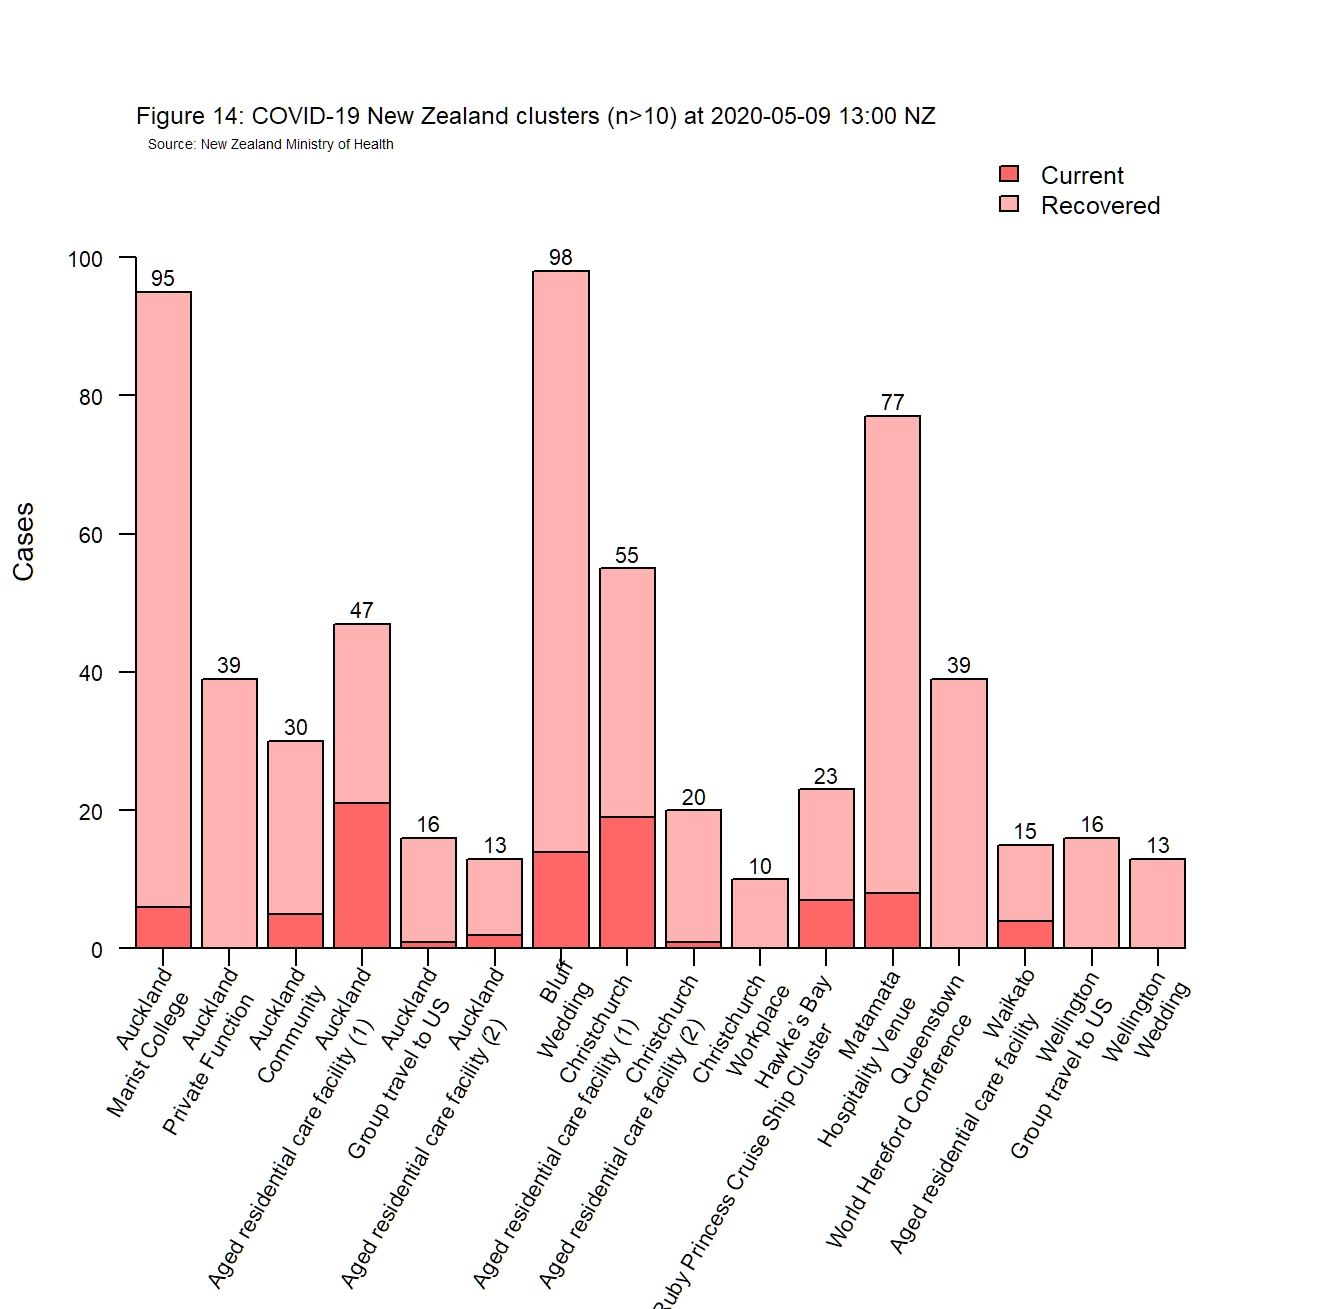 Figure 14: COVID-19 New Zealand clusters (n>10) at 2020-05-09 13:00 NZ
Source: New Zealand Ministry of Health
Current
Recovered
Cases
100
80
60
40
20
0
95
39
30
47
16
13
98
55
20
10
23
77
39
15
16
13
Auckland
Marist College
Auckland
Private Function
Auckland
Community
Auckland
Aged residential care facility (1)
Auckland
Group travel to US
Auckland
Aged residential care facility (2)
Bluff
Wedding
Christchurch
Aged residential care facility (1)
Christchurch
Aged residential care facility (2)
Christchurch
Workplace
Hawke's Bay
Ruby Princess Cruise Ship Cluster
Matamata
Hospitality Venue
Queenstown
World Hereford Conference
Waikato
Aged residential care facility
Wellington
Group travel to US
Wellington
Wedding